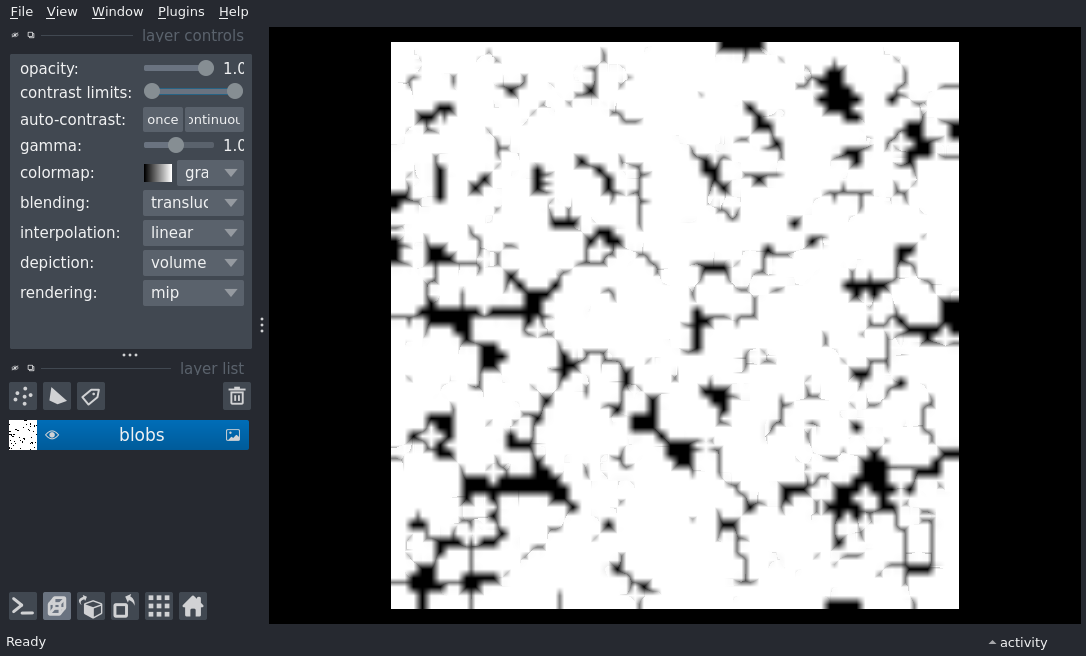 File View Window Plugins Help
layer controls
opacity: 1.0
contrast limits:
auto-contrast: once ontinuou
gamma: 1.0
colormap: gra
blending: transluc
interpolation: linear
depiction: volume
rendering: mip
layer list
blobs
Ready activity